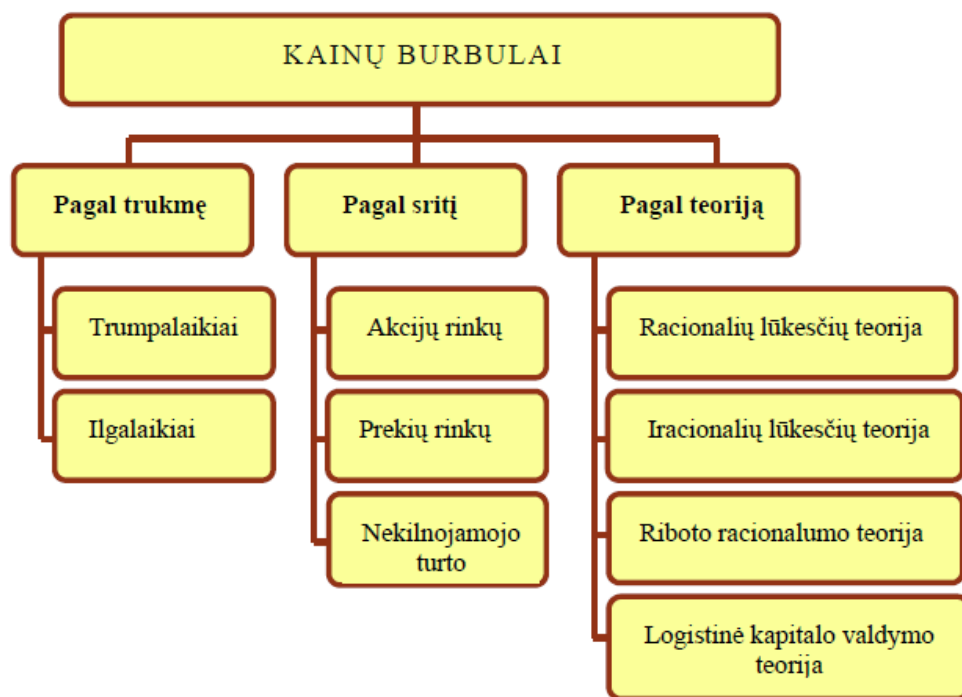 KAINŲ BURBULAI
Pagal trukmę
Trumpalaikiai
Ilgalaikiai
Pagal sritį
Akcijų rinkų
Prekių rinkų
Nekilnojamojo
turto
Pagal teoriją
Racionalių lūkesčių teorija
Iracionalių lūkesčių teorija
Riboto racionalumo teorija
Logistinė kapitalo valdymo
teorija